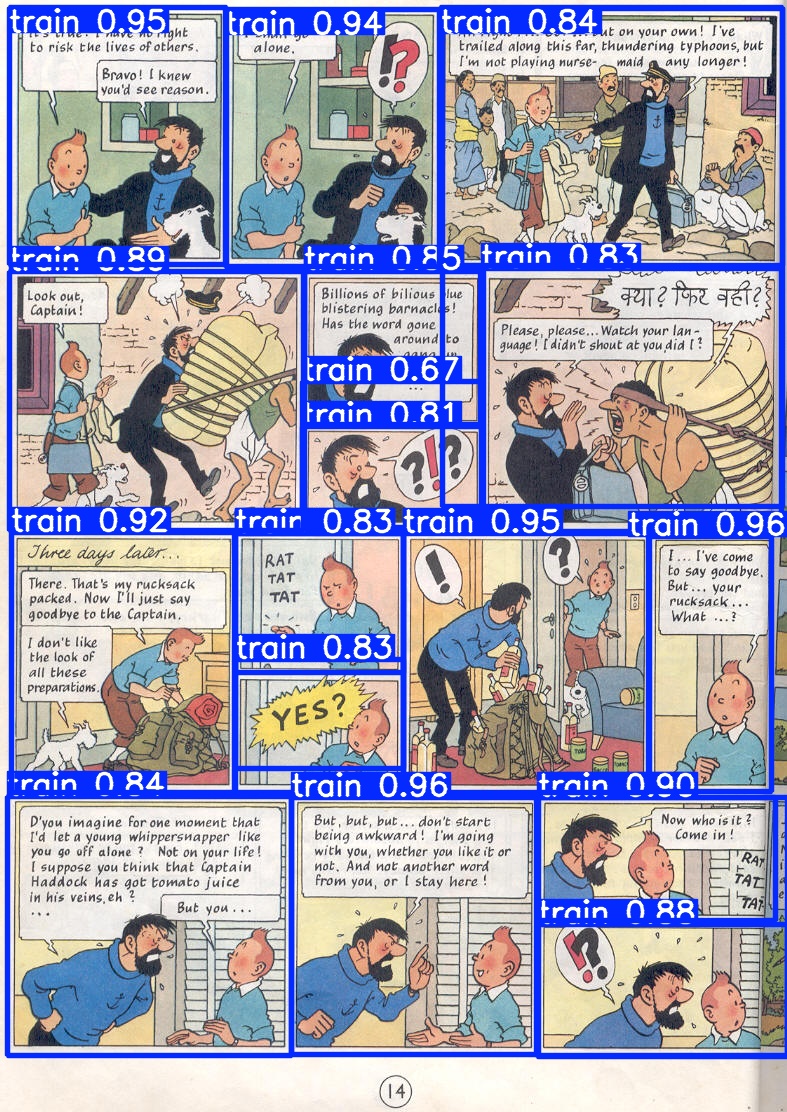 train 0.95
to risk the lives of others.
Bravo! I knew
you'd see reason.
train 0.94
alone.
!?
train 0.84
out on your own! I've
trailed along this far, thundering typhoons, but
I'm not playing nurse-maid any longer!
train 0.89
Look out,
Captain!
train 0.85
Billions of bilious blue
blistering barnacles!
Has the word gone
around to
train 0.67
...
train 0.81
?!?
train 0.83
क्या? फिर वही?
Please, please... Watch your lan-
guage! I didn't shout at you did I?
train 0.92
Three days later...
There. That's my rucksack
packed. Now I'll just say
goodbye to the Captain.
I don't like
the look of
all these
preparations.
train 0.83
RAT
TAT
TAT
train 0.83
YES?
train 0.95
!
?
train 0.96
I... I've come
to say goodbye.
But... your
rucksack...
What ...?
train 0.84
D'you imagine for one moment that
I'd let a young whippersnapper like
you go off alone? Not on your life!
I suppose you think that Captain
Haddock has got tomato juice
in his veins, eh?
...
But you...
train 0.96
But, but, but... don't start
being awkward! I'm going
with you, whether you like it or
not. And not another word
from you, or I stay here!
train 0.90
Now who is it?
Come in!
RAT
TAT
TAT
train 0.88
!?
14